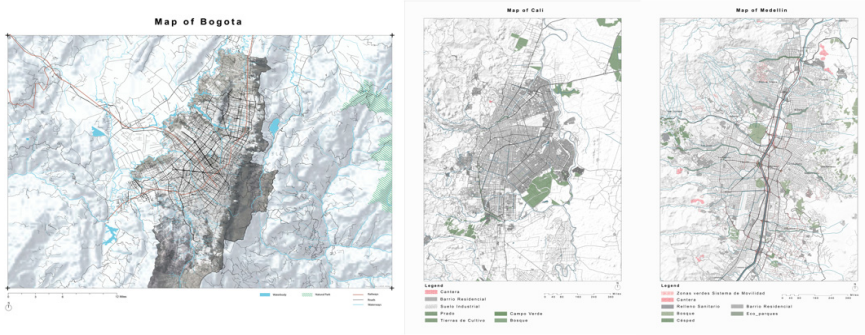 Map of Bogota
Map of Cali
Map of Medellin
Legend
Cantera
Barrio Residencial
Suelo Industrial
Prado
Tierras de Cultivo
Campo Verde
Bosque
Legend
Zonas verdes Sistema de Movilidad
Cantera
Relleno Sanitario
Bosque
Césped
Barrio Residencial
Eco_parques